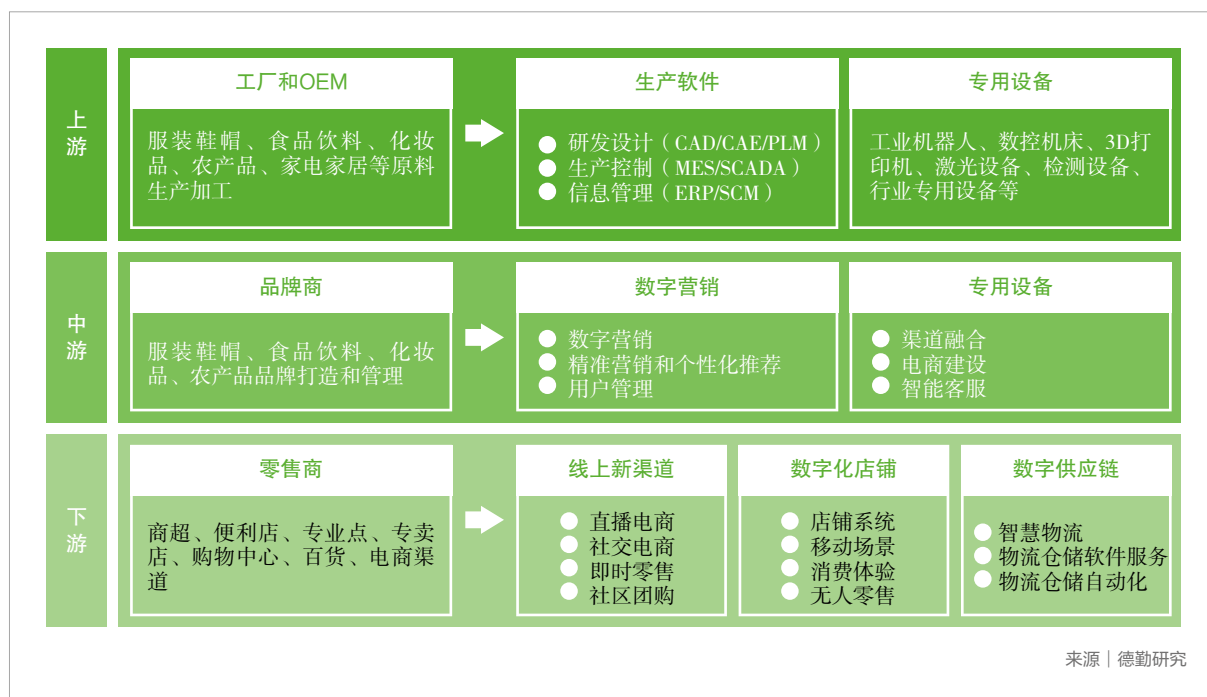 上游
工厂和OEM
服装鞋帽、食品饮料、化妆
品、农产品、家电家居等原料
生产加工
生产软件
研发设计（CAD/CAE/PLM）
生产控制（MES/SCADA）
信息管理（ERP/SCM）
专用设备
工业机器人、数控机床、3D打
印机、激光设备、检测设备、
行业专用设备等
中游
品牌商
服装鞋帽、食品饮料、化妆
品、农产品品牌打造和管理
数字营销
数字营销
精准营销和个性化推荐
用户管理
专用设备
渠道融合
电商建设
智能客服
下游
零售商
商超、便利店、专业点、专卖
店、购物中心、百货、电商渠
道
线上新渠道
直播电商
社交电商
即时零售
社区团购
数字化店铺
店铺系统
移动场景
消费体验
无人零售
数字供应链
智慧物流
物流仓储软件服务
物流仓储自动化
来源｜德勤研究